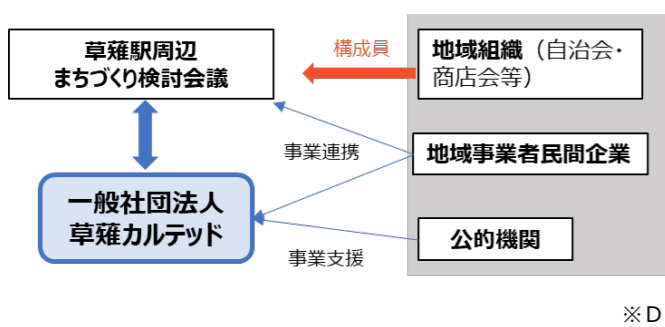 草薙駅周辺
まちづくり検討会議
構成員
地域組織（自治会・
商店会等）
事業連携
地域事業者民間企業
一般社団法人
草薙カルテッド
公的機関
事業支援
※D